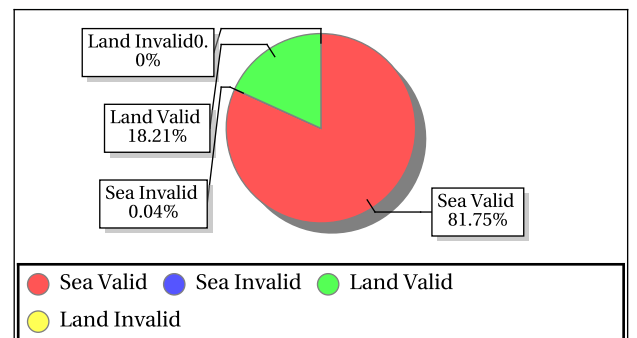 Land Invalid0.
0%
Land Valid
18.21%
Sea Invalid
0.04%
Sea Valid
81.75%
Sea Valid Sea Invalid Land Valid
Land Invalid